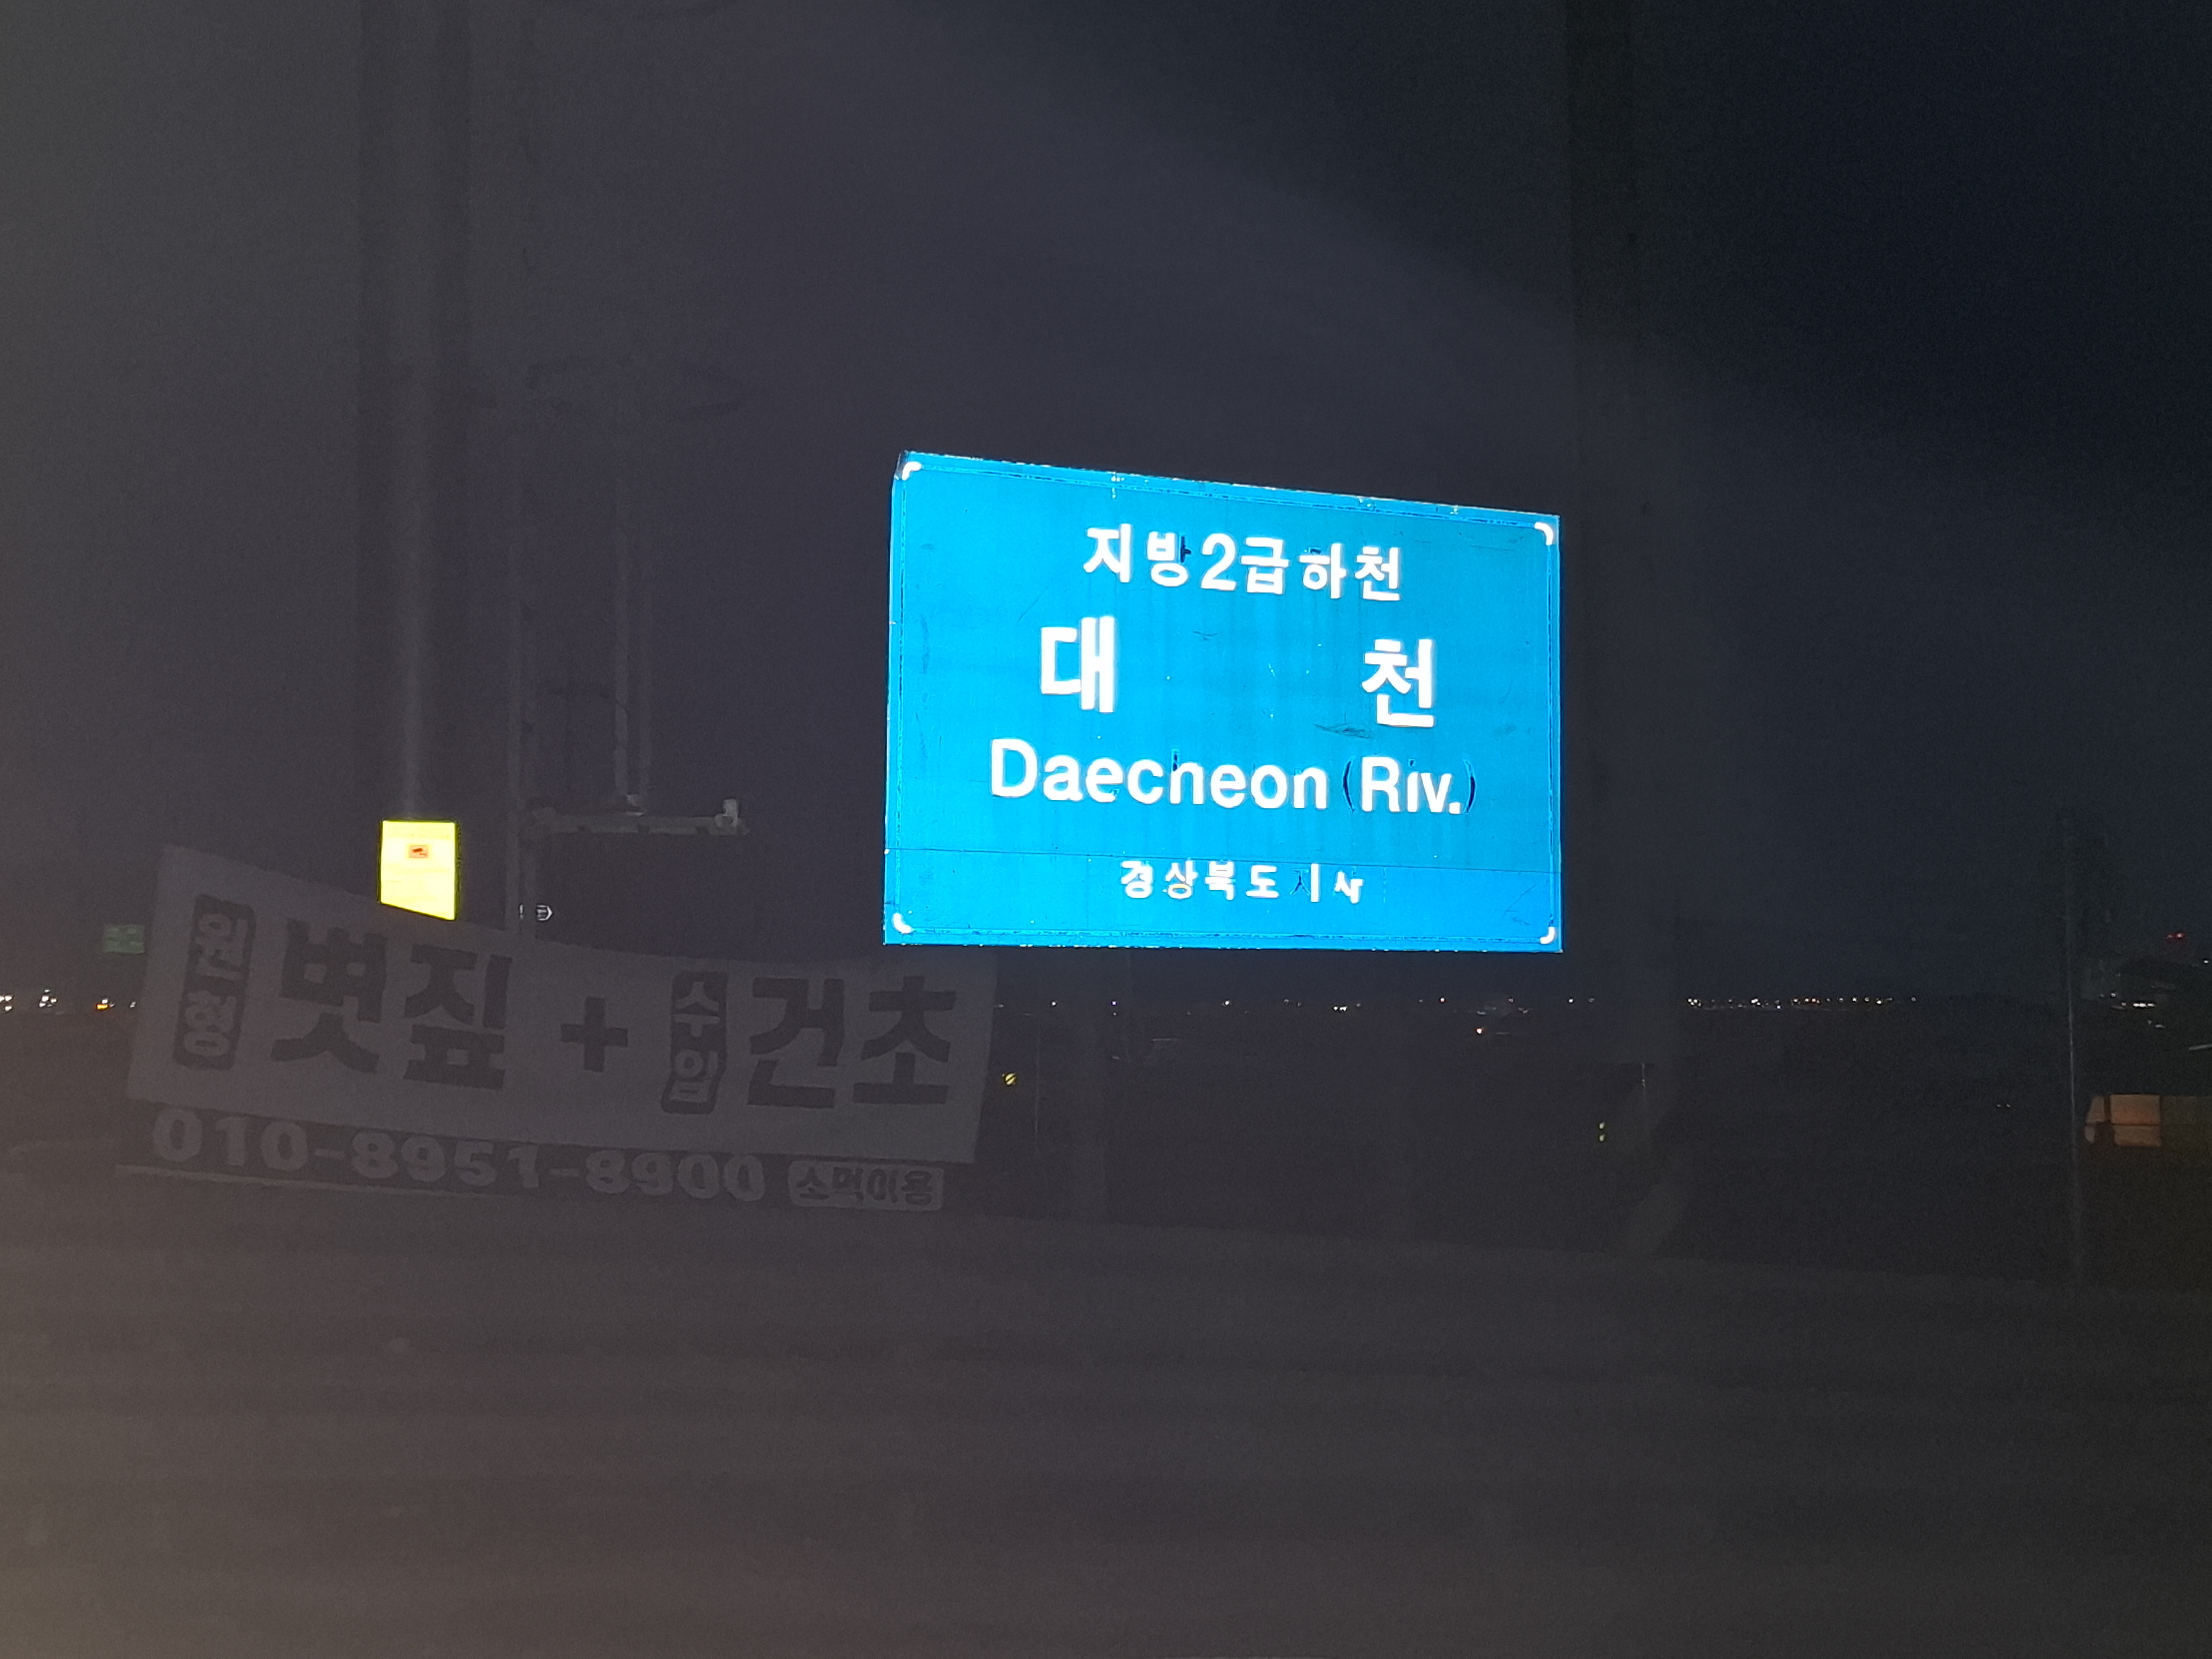 지방2급하천
대 천
Daecheon (Riv.)
경상북도지사
원형 볏짚 + 수입 건초
010-8951-8900 소먹이용